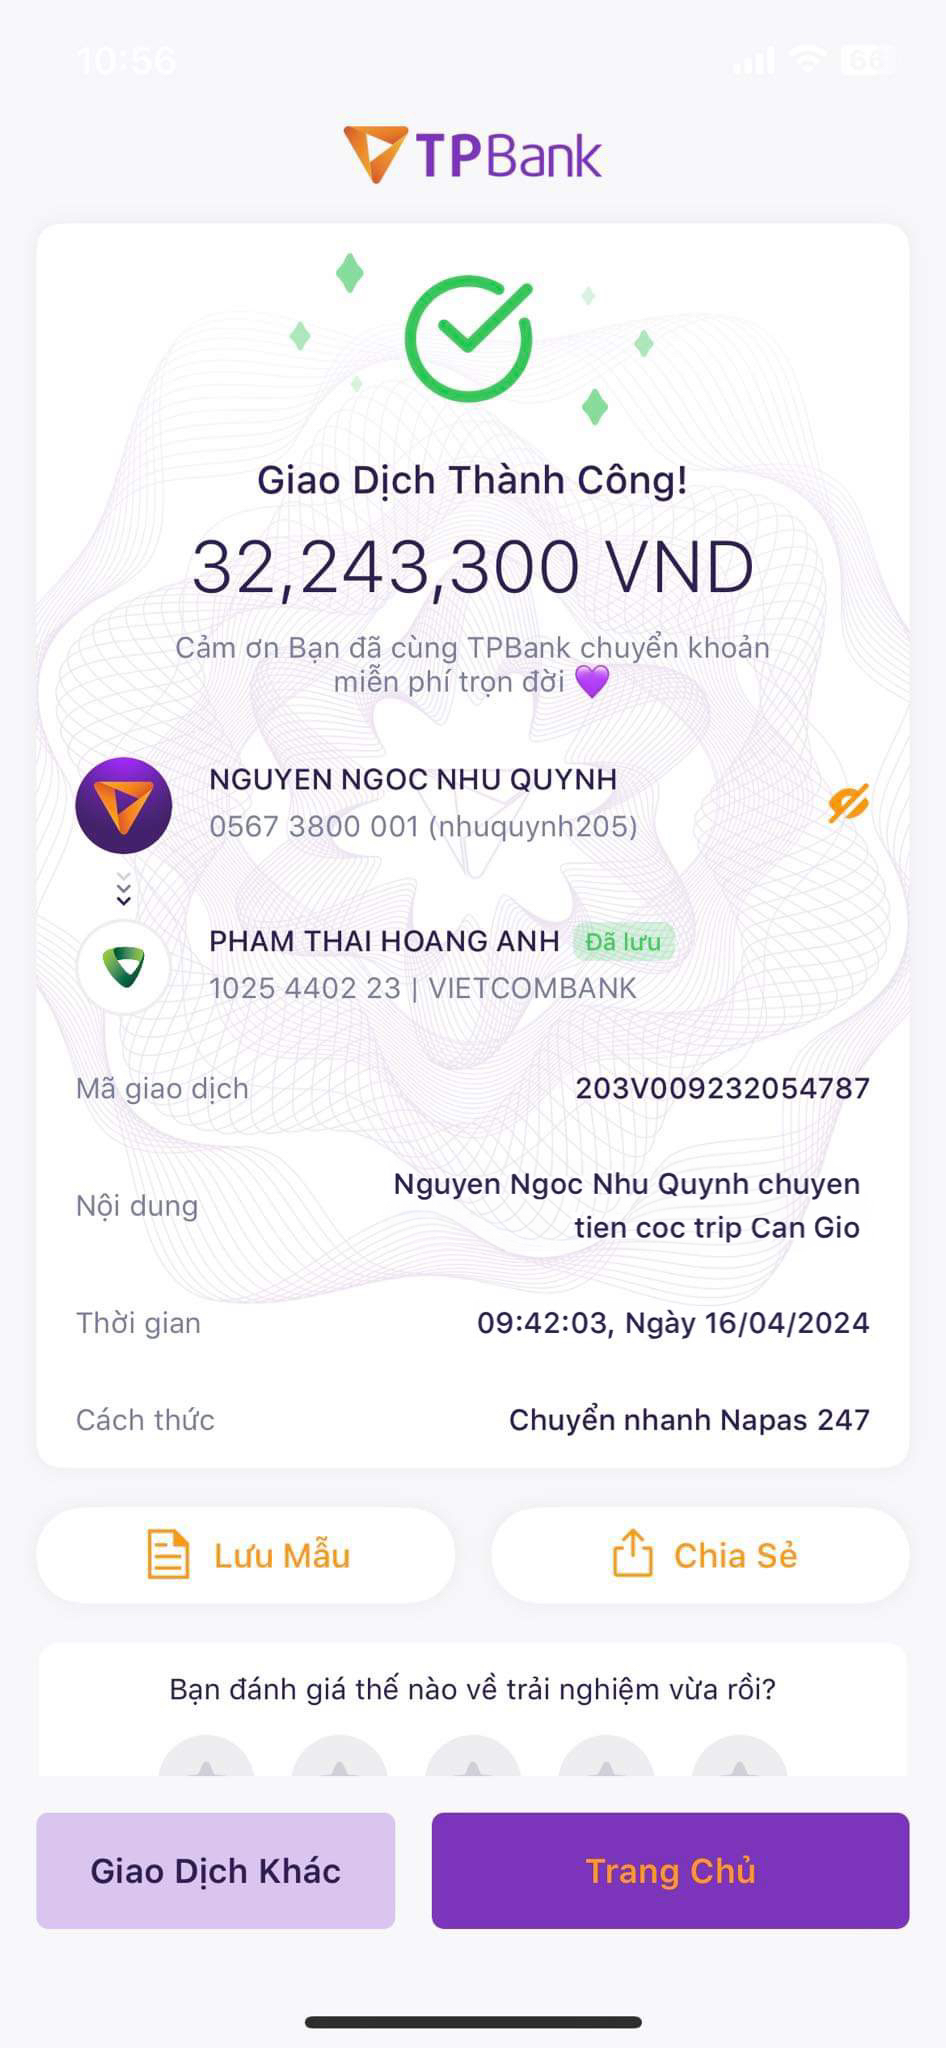 10:56
66
TPBank
Giao Dịch Thành Công!
32,243,300 VND
Cảm ơn Bạn đã cùng TPBank chuyển khoản
miễn phí trọn đời 💜
NGUYEN NGOC NHU QUYNH
0567 3800 001 (nhuquynh205)
PHAM THAI HOANG ANH Đã lưu
1025 4402 23 | VIETCOMBANK
Mã giao dịch 203V009232054787
Nội dung Nguyen Ngoc Nhu Quynh chuyen
tien coc trip Can Gio
Thời gian 09:42:03, Ngày 16/04/2024
Cách thức Chuyển nhanh Napas 247
Lưu Mẫu Chia Sẻ
Bạn đánh giá thế nào về trải nghiệm vừa rồi?
Giao Dịch Khác Trang Chủ